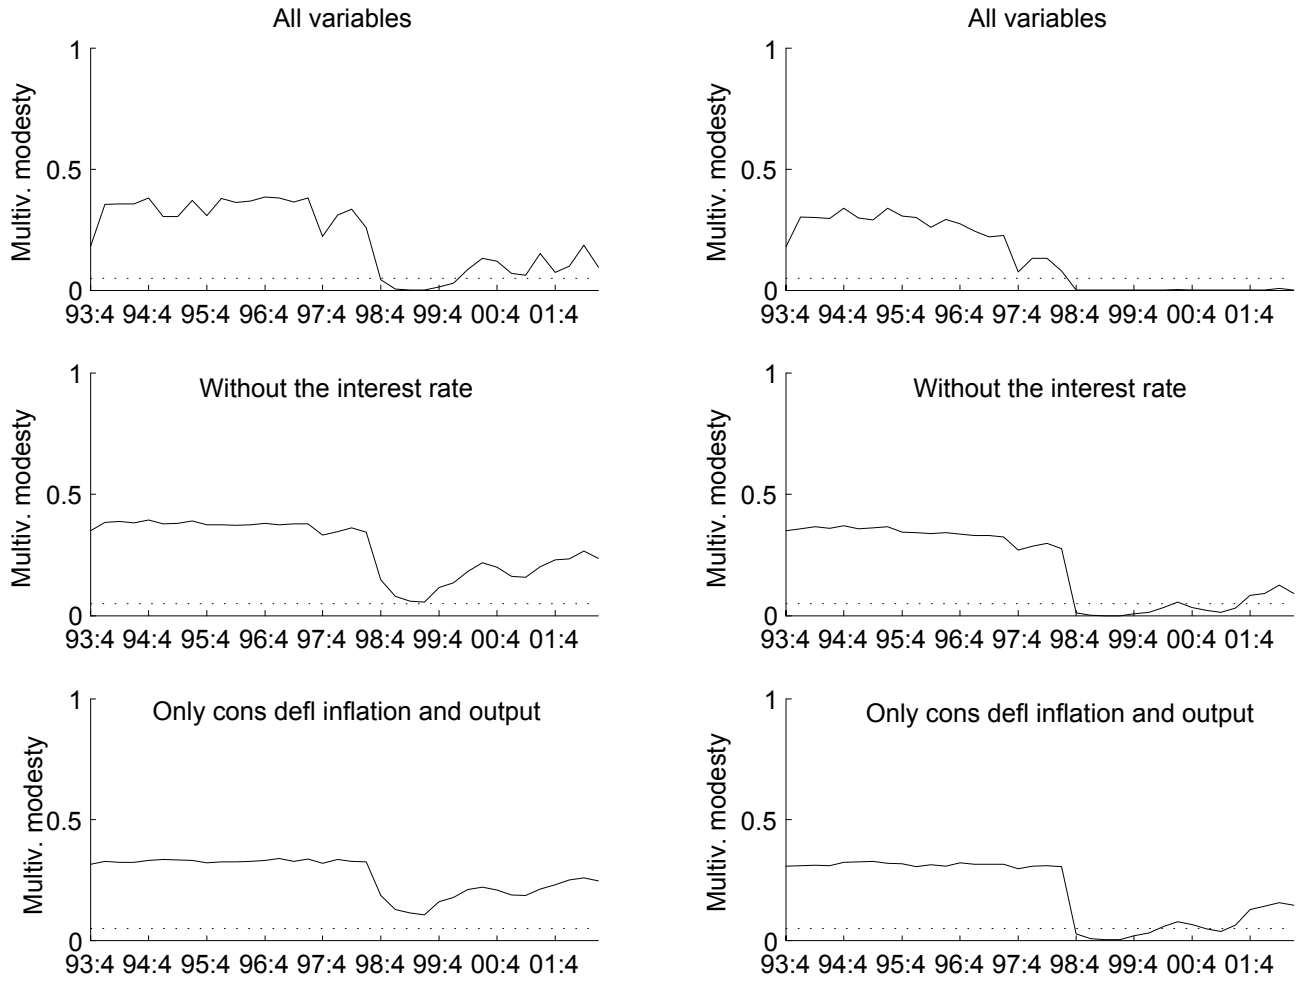 All variables
Multiv. modesty
1
0.5
0
93:4 94:4 95:4 96:4 97:4 98:4 99:4 00:4 01:4
All variables
Multiv. modesty
1
0.5
0
93:4 94:4 95:4 96:4 97:4 98:4 99:4 00:4 01:4
Without the interest rate
Multiv. modesty
1
0.5
0
93:4 94:4 95:4 96:4 97:4 98:4 99:4 00:4 01:4
Without the interest rate
Multiv. modesty
1
0.5
0
93:4 94:4 95:4 96:4 97:4 98:4 99:4 00:4 01:4
Only cons defl inflation and output
Multiv. modesty
1
0.5
0
93:4 94:4 95:4 96:4 97:4 98:4 99:4 00:4 01:4
Only cons defl inflation and output
Multiv. modesty
1
0.5
0
93:4 94:4 95:4 96:4 97:4 98:4 99:4 00:4 01:4